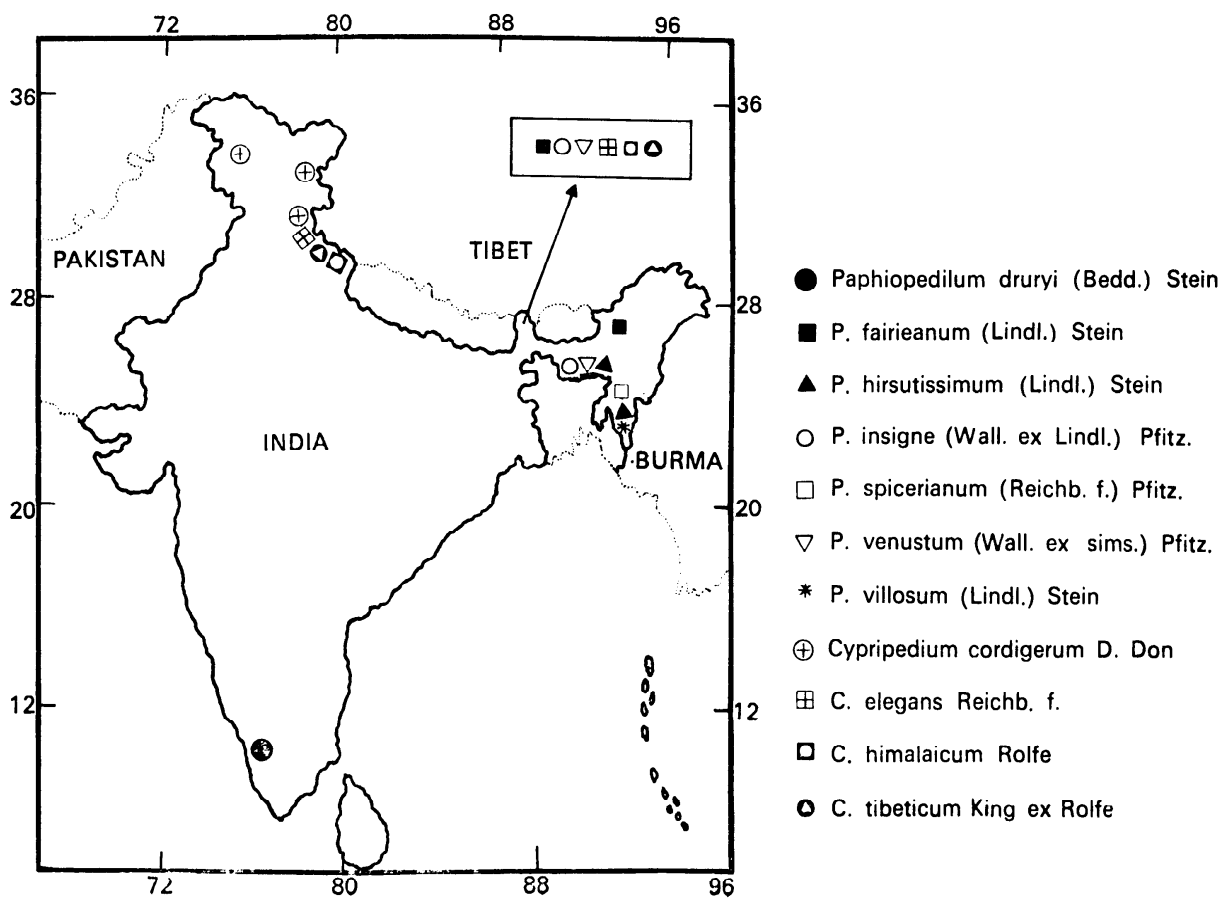 72 80 88 96
36 36
PAKISTAN
TIBET
28 28
INDIA
BURMA
20 20
12 12
72 80 88 96
Paphiopedilum druryi (Bedd.) Stein
P. fairieanum (Lindl.) Stein
P. hirsutissimum (Lindl.) Stein
P. insigne (Wall. ex Lindl.) Pfitz.
P. spicerianum (Reichb. f.) Pfitz.
P. venustum (Wall. ex sims.) Pfitz.
P. villosum (Lindl.) Stein
Cypripedium cordigerum D. Don
C. elegans Reichb. f.
C. himalaicum Rolfe
C. tibeticum King ex Rolfe